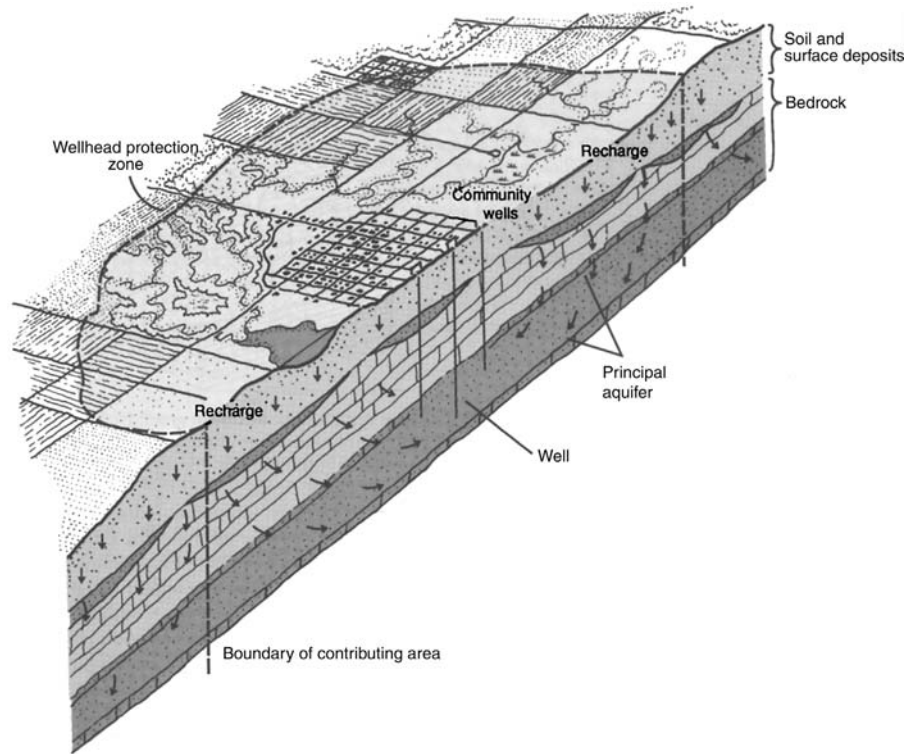 Soil and
surface deposits
Bedrock
Wellhead protection
zone
Recharge
Community
wells
Principal
aquifer
Recharge
Well
Boundary of contributing area